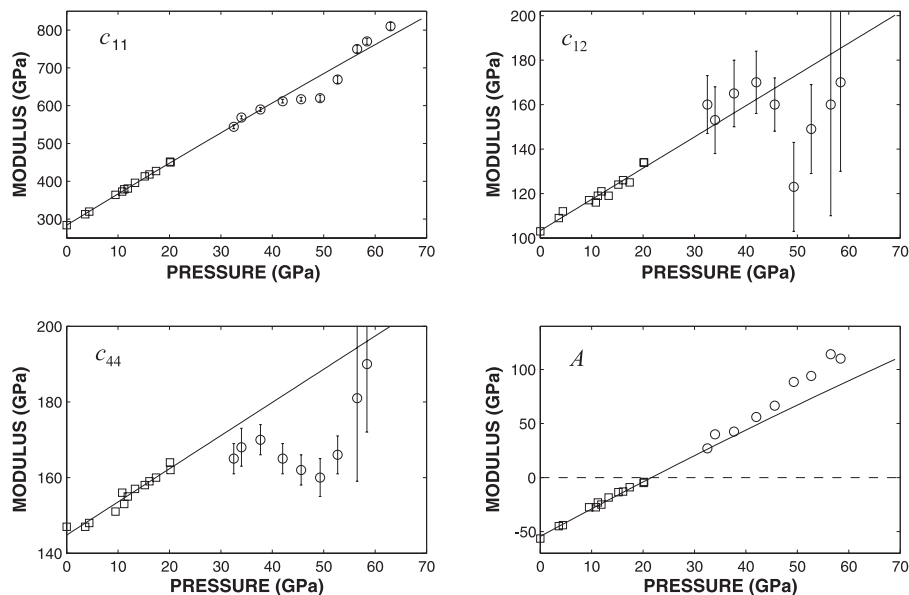 c11
MODULUS (GPa)
800
700
600
500
400
300
0 10 20 30 40 50 60 70
PRESSURE (GPa)
c12
MODULUS (GPa)
200
180
160
140
120
100
0 10 20 30 40 50 60 70
PRESSURE (GPa)
c44
MODULUS (GPa)
200
180
160
140
0 10 20 30 40 50 60 70
PRESSURE (GPa)
A
MODULUS (GPa)
100
50
0
-50
0 10 20 30 40 50 60 70
PRESSURE (GPa)